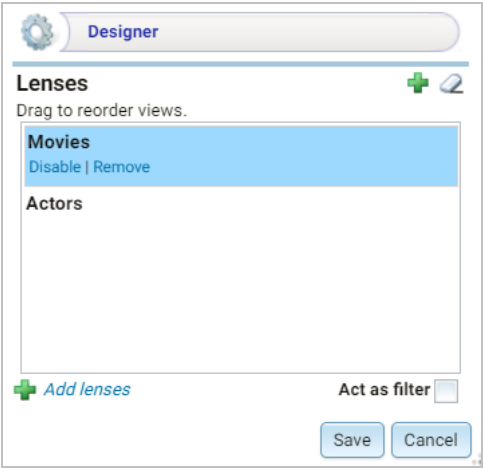 Designer
Lenses
Drag to reorder views.
Movies
Disable | Remove
Actors
Add lenses Act as filter
Save Cancel